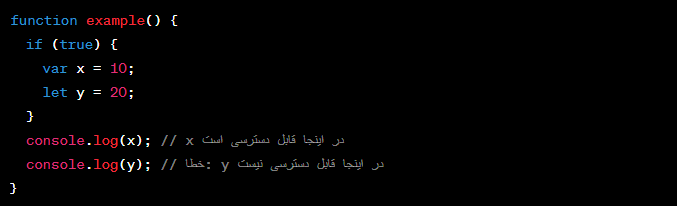 function example() {
  if (true) {
    var x = 10;
    let y = 20;
  }
  console.log(x); // x در اینجا قابل دسترسی است
  console.log(y); // خطا: y در اینجا قابل دسترسی نیست
}